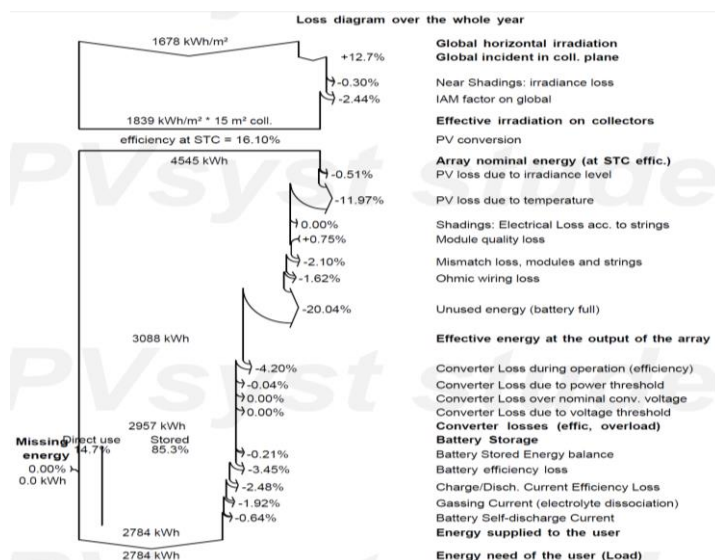 Loss diagram over the whole year
1678 kWh/m² Global horizontal irradiation
+12.7% Global incident in coll. plane
-0.30% Near Shadings: irradiance loss
-2.44% IAM factor on global
1839 kWh/m² * 15 m² coll. Effective irradiation on collectors
efficiency at STC = 16.10% PV conversion
4545 kWh Array nominal energy (at STC effic.)
-0.51% PV loss due to irradiance level
-11.97% PV loss due to temperature
0.00% Shadings: Electrical Loss acc. to strings
+0.75% Module quality loss
-2.10% Mismatch loss, modules and strings
-1.62% Ohmic wiring loss
-20.04% Unused energy (battery full)
3088 kWh Effective energy at the output of the array
-4.20% Converter Loss during operation (efficiency)
-0.04% Converter Loss due to power threshold
0.00% Converter Loss over nominal conv. voltage
0.00% Converter Loss due to voltage threshold
2957 kWh Converter losses (effic, overload)
Missing Direct use Stored Battery Storage
energy 14.7% 85.3% -0.21% Battery Stored Energy balance
0.00% -3.45% Battery efficiency loss
0.0 kWh -2.48% Charge/Disch. Current Efficiency Loss
-1.92% Gassing Current (electrolyte dissociation)
-0.64% Battery Self-discharge Current
2784 kWh Energy supplied to the user
2784 kWh Energy need of the user (Load)
PVsyst stude
PVsyst stude